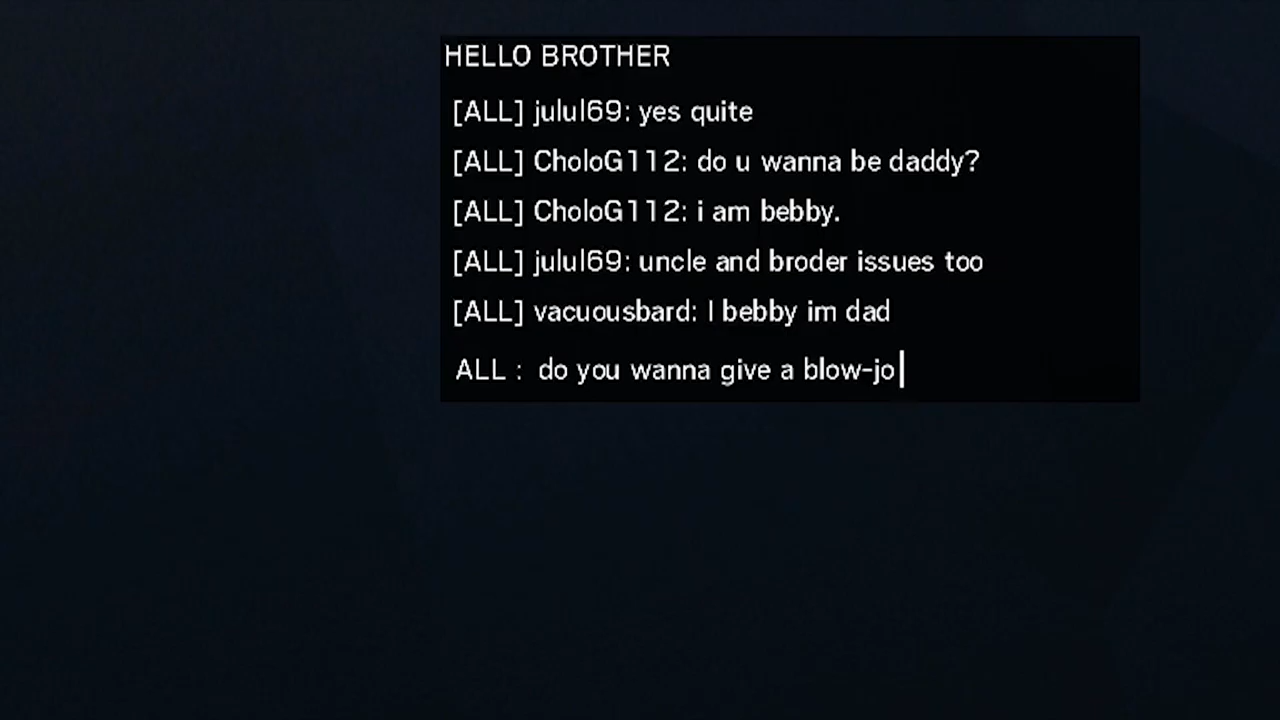 HELLO BROTHER
[ALL] julul69: yes quite
[ALL] CholoG112: do u wanna be daddy?
[ALL] CholoG112: i am bebby.
[ALL] julul69: uncle and broder issues too
[ALL] vacuousbard: I bebby im dad
ALL : do you wanna give a blow-jo